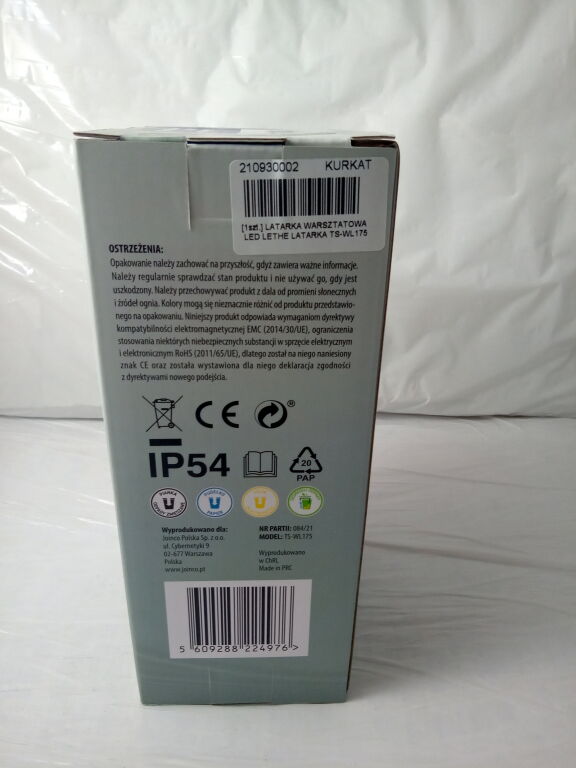 210930002 KURKAT
[1szt.] LATARKA WARSZTATOWA
LED LETHE LATARKA TS-WL175
OSTRZEŻENIA:
Opakowanie należy zachować na przyszłość, gdyż zawiera ważne informacje.
Należy regularnie sprawdzać stan produktu i nie używać go, gdy jest
uszkodzony. Należy przechowywać produkt z dala od promieni słonecznych
i źródeł ognia. Kolory mogą się nieznacznie różnić od produktu przedstawio-
nego na opakowaniu. Niniejszy produkt odpowiada wymaganiom dyrektywy
kompatybilności elektromagnetycznej EMC (2014/30/UE), ograniczenia
stosowania niektórych niebezpiecznych substancji w sprzęcie elektrycznym
i elektronicznym RoHS (2011/65/UE), dlatego został na niego naniesiony
znak CE oraz została wystawiona dla niego deklaracja zgodności
z dyrektywami nowego podejścia.
CE ®
IP54 20
PAP
PIANKA
PUDEŁKO
PAPIER
Wyprodukowano dla:
Joinco Polska Sp. z o.o.
ul. Cybernetyki 9
02-677 Warszawa
Polska
www.joinco.pl
NR PARTII: 084/21
MODEL: TS-WL175
Wyprodukowano
w ChRL
Made in PRC
5 609288 224976 >